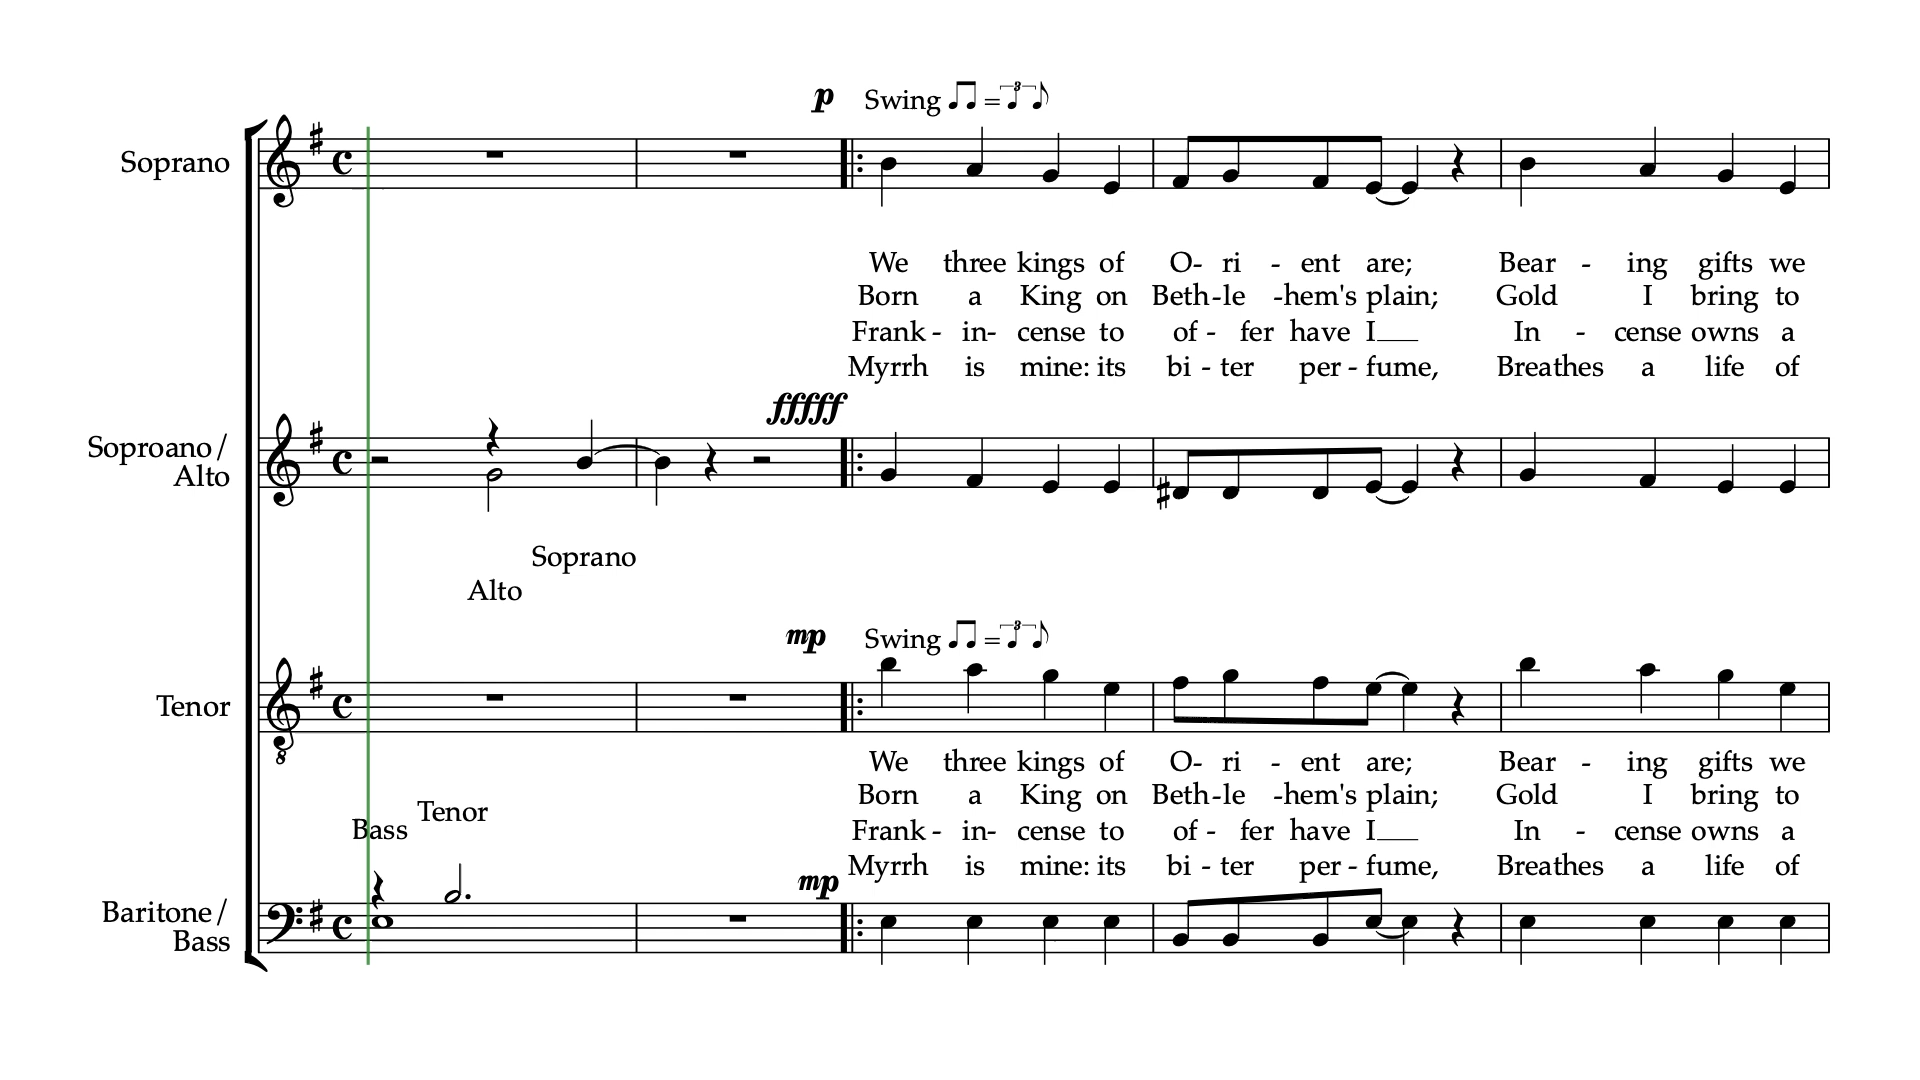 p Swing = 3
Soprano
We three kings of O- ri - ent are; Bear - ing gifts we
Born a King on Beth-le -hem's plain; Gold I bring to
Frank - in- cense to of - fer have I___ In - cense owns a
Myrrh is mine: its bi - ter per - fume, Breathes a life of
fffff
Soproano/
Alto
Soprano
Alto
mp Swing = 3
Tenor
8
We three kings of O- ri - ent are; Bear - ing gifts we
Born a King on Beth-le -hem's plain; Gold I bring to
Tenor
Bass
Frank - in- cense to of - fer have I___ In - cense owns a
Myrrh is mine: its bi - ter per - fume, Breathes a life of
mp
Baritone/
Bass